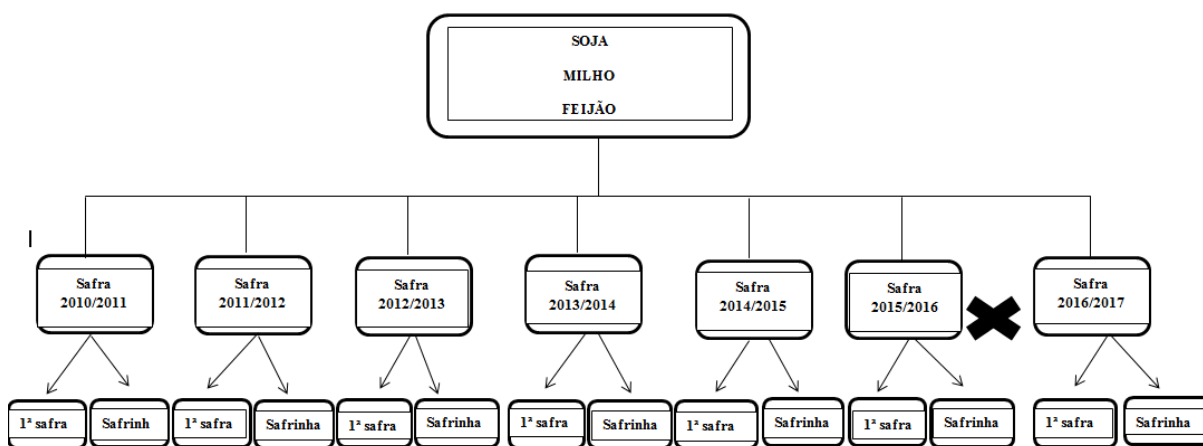 SOJA
MILHO
FEIJÃO
Safra
2010/2011
Safra
2011/2012
Safra
2012/2013
Safra
2013/2014
Safra
2014/2015
Safra
2015/2016
Safra
2016/2017
1ª safra
Safrinh
1ª safra
Safrinha
1ª safra
Safrinha
1ª safra
Safrinha
1ª safra
Safrinha
1ª safra
Safrinha
1ª safra
Safrinha